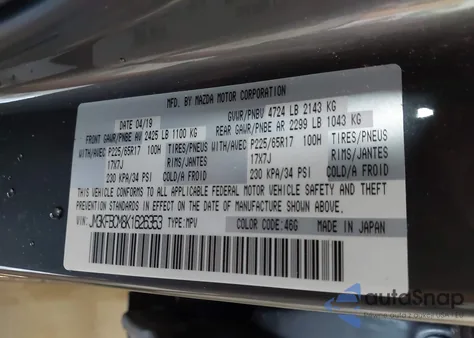 MFD. BY MAZDA MOTOR CORPORATION
DATE 04/19
GVWR/PNBV 4724 LB 2143 KG
FRONT GAWR/PNBE AV 2425 LB 1100 KG
REAR GAWR/PNBE AR 2299 LB 1043 KG
WITH/AVEC P225/65R17 100H TIRES/PNEUS
17X7J RIMS/JANTES
230 KPA/34 PSI COLD/A FROID
WITH/AVEC P225/65R17 100H TIRES/PNEUS
17X7J RIMS/JANTES
230 KPA/34 PSI COLD/A FROID
THIS VEHICLE CONFORMS TO ALL APPLICABLE FEDERAL MOTOR VEHICLE SAFETY AND THEFT
PREVENTION STANDARDS IN EFFECT ON THE DATE OF MANUFACTURE SHOWN ABOVE.
VIN: TYPE: MPV
COLOR CODE: 46G
MADE IN JAPAN
autoSnap